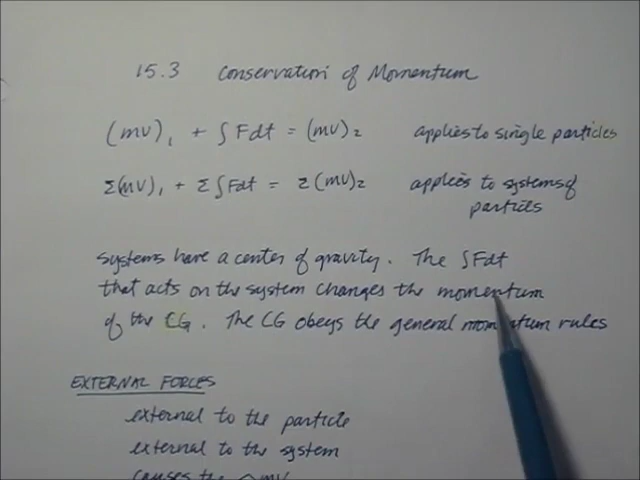 15.3 Conservation of Momentum
(mv)₁ + ∫Fdt = (mv)₂ applies to single particles
Σ(mv)₁ + Σ∫Fdt = Σ(mv)₂ applies to systems of
particles
systems have a center of gravity. The ∫Fdt
that acts on the system changes the momentum
of the CG. The CG obeys the general momentum rules
EXTERNAL FORCES
external to the particle
external to the system
causes the mv